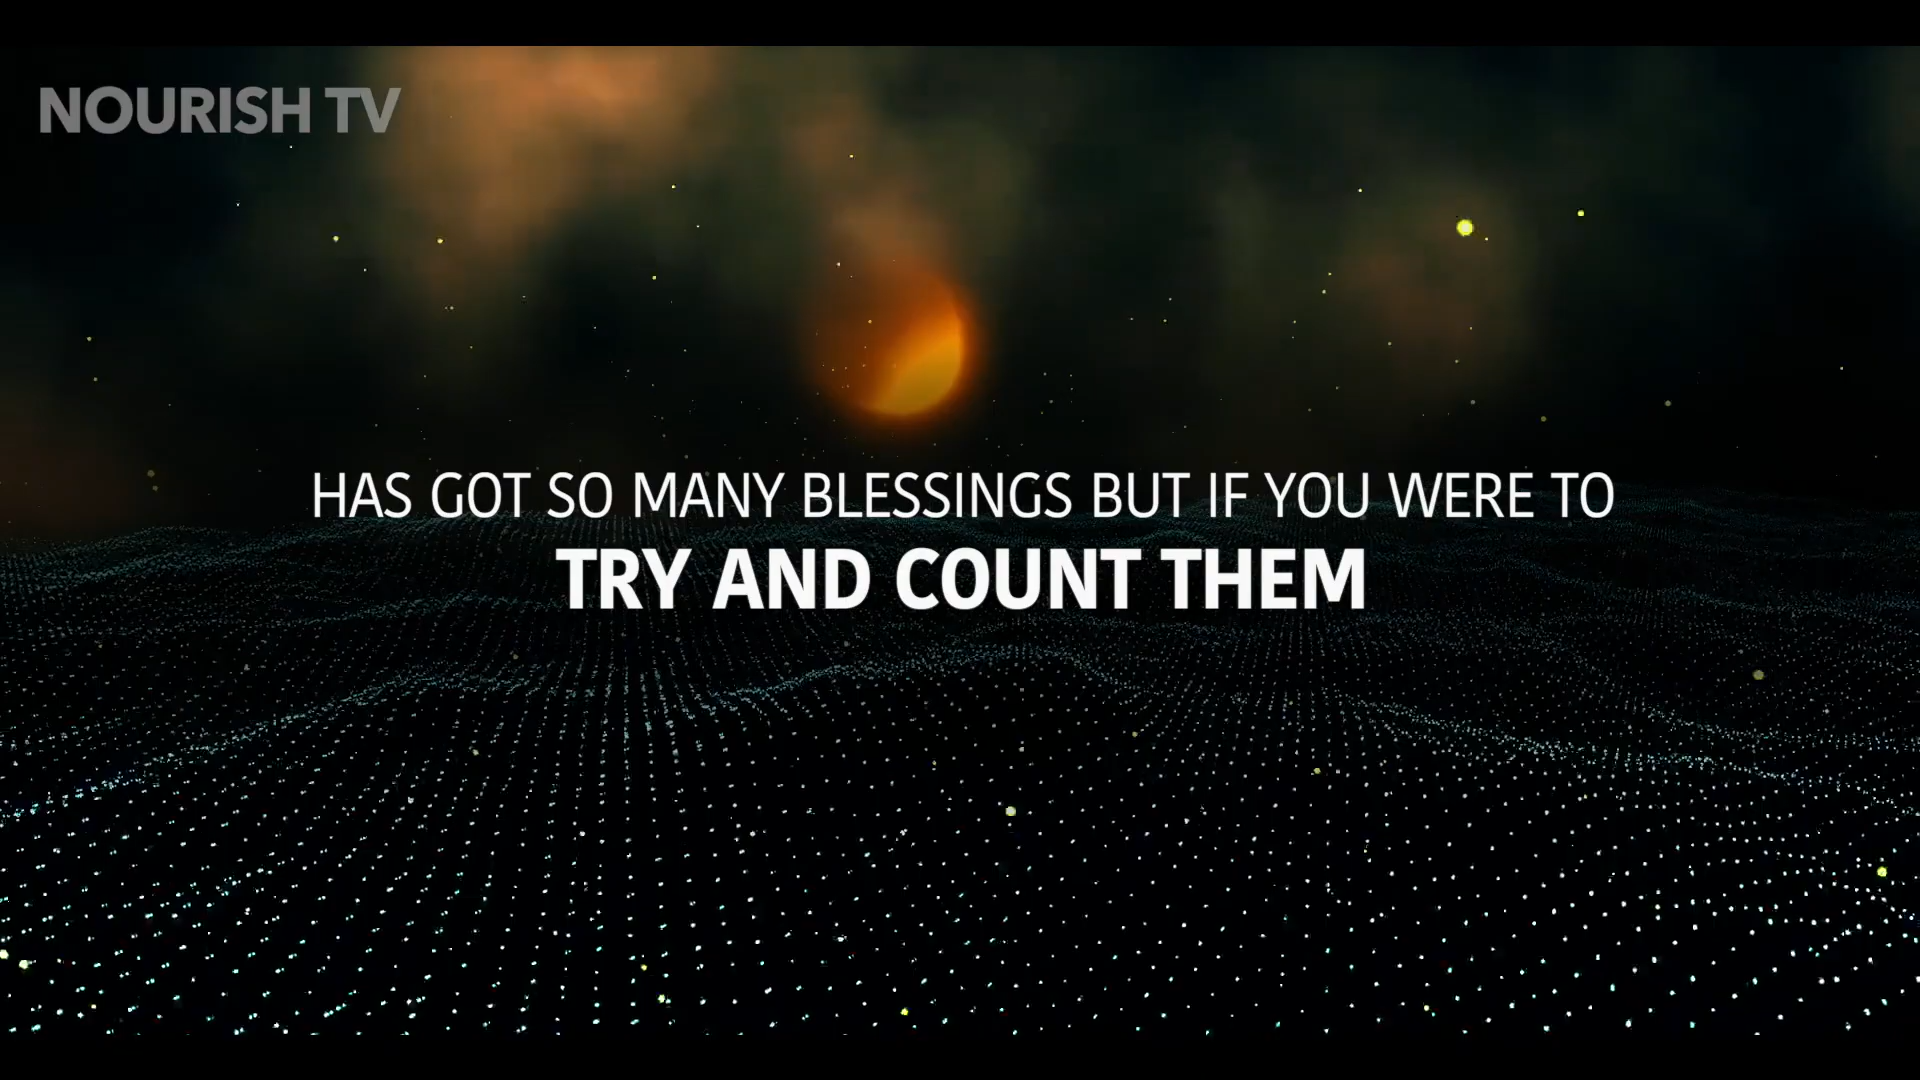 NOURISH TV
HAS GOT SO MANY BLESSINGS BUT IF YOU WERE TO
TRY AND COUNT THEM